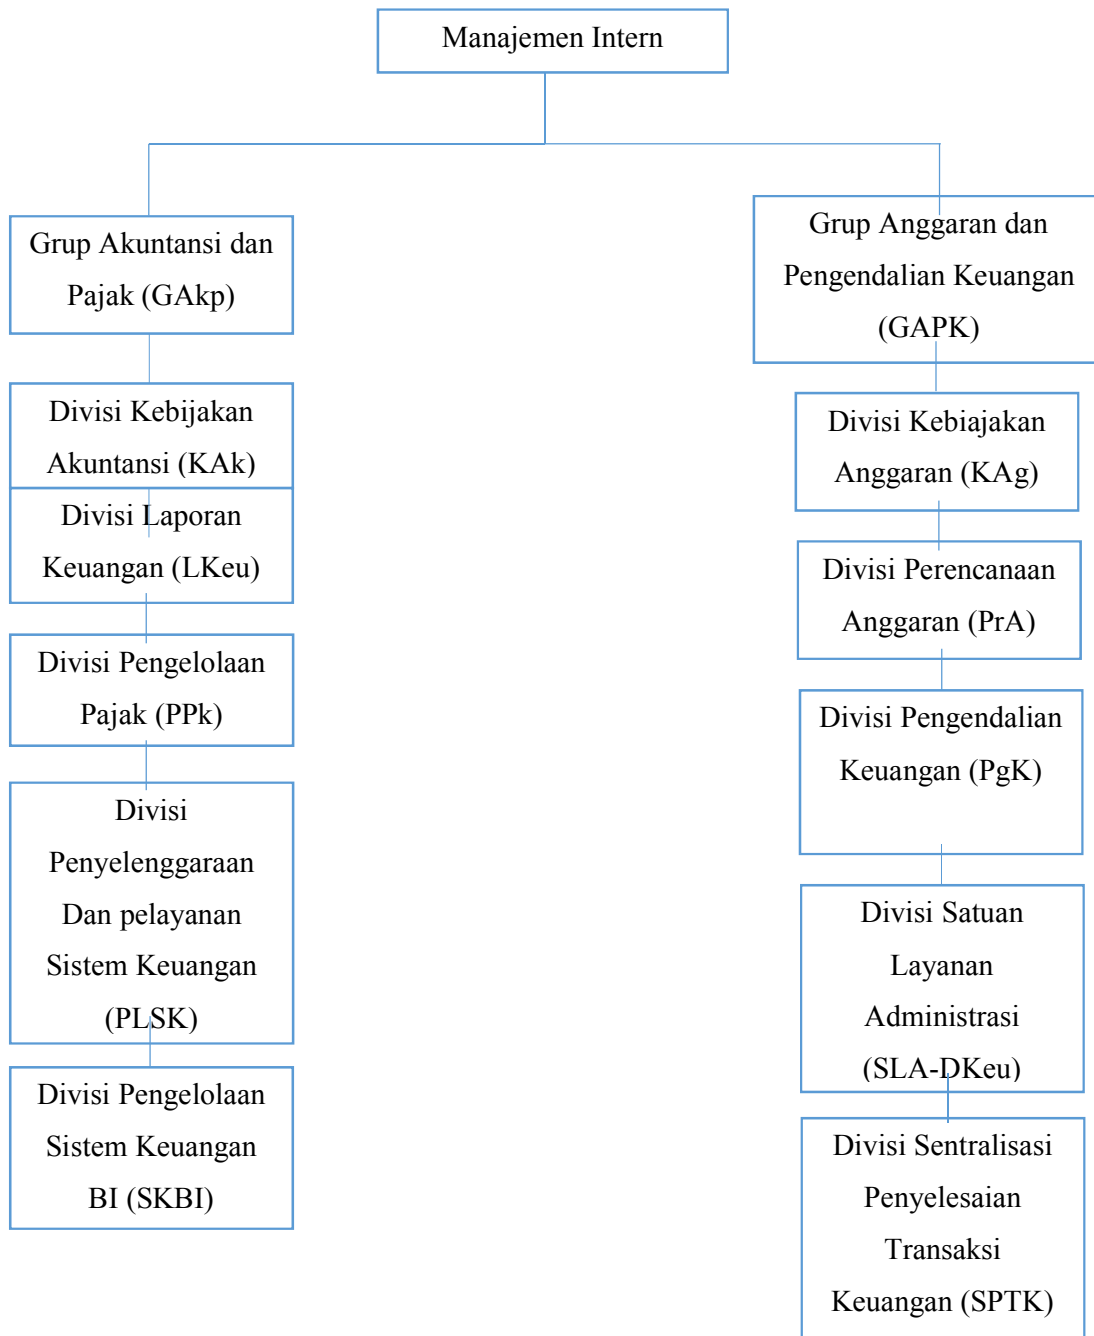 Manajemen Intern
Grup Akuntansi dan
Pajak (GAkp)
Divisi Kebijakan
Akuntansi (KAk)
Divisi Laporan
Keuangan (LKeu)
Divisi Pengelolaan
Pajak (PPk)
Divisi
Penyelenggaraan
Dan pelayanan
Sistem Keuangan
(PLSK)
Divisi Pengelolaan
Sistem Keuangan
BI (SKBI)
Grup Anggaran dan
Pengendalian Keuangan
(GAPK)
Divisi Kebiajakan
Anggaran (KAg)
Divisi Perencanaan
Anggaran (PrA)
Divisi Pengendalian
Keuangan (PgK)
Divisi Satuan
Layanan
Administrasi
(SLA-DKeu)
Divisi Sentralisasi
Penyelesaian
Transaksi
Keuangan (SPTK)